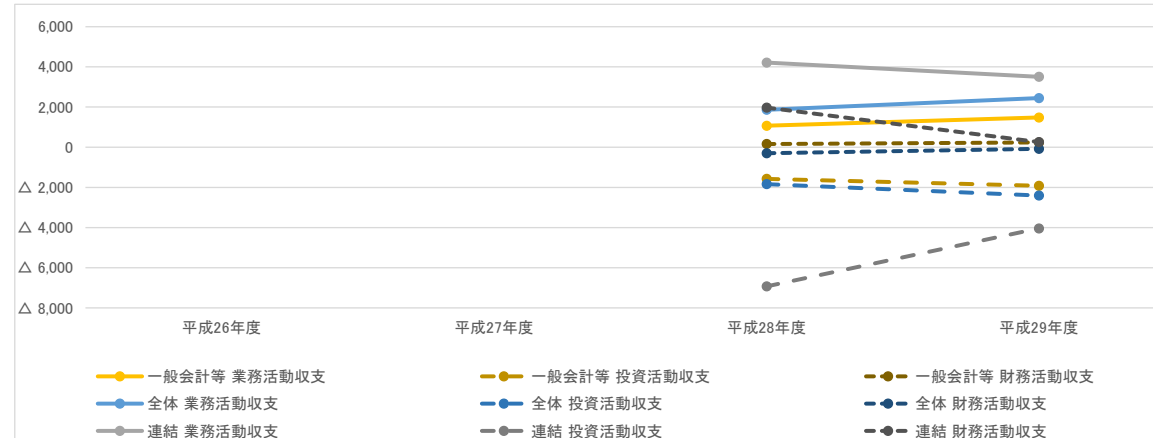 6,000
4,000
2,000
0
△ 2,000
△ 4,000
△ 6,000
△ 8,000
平成26年度 平成27年度 平成28年度 平成29年度
一般会計等 業務活動収支 一般会計等 投資活動収支 一般会計等 財務活動収支
全体 業務活動収支 全体 投資活動収支 全体 財務活動収支
連結 業務活動収支 連結 投資活動収支 連結 財務活動収支